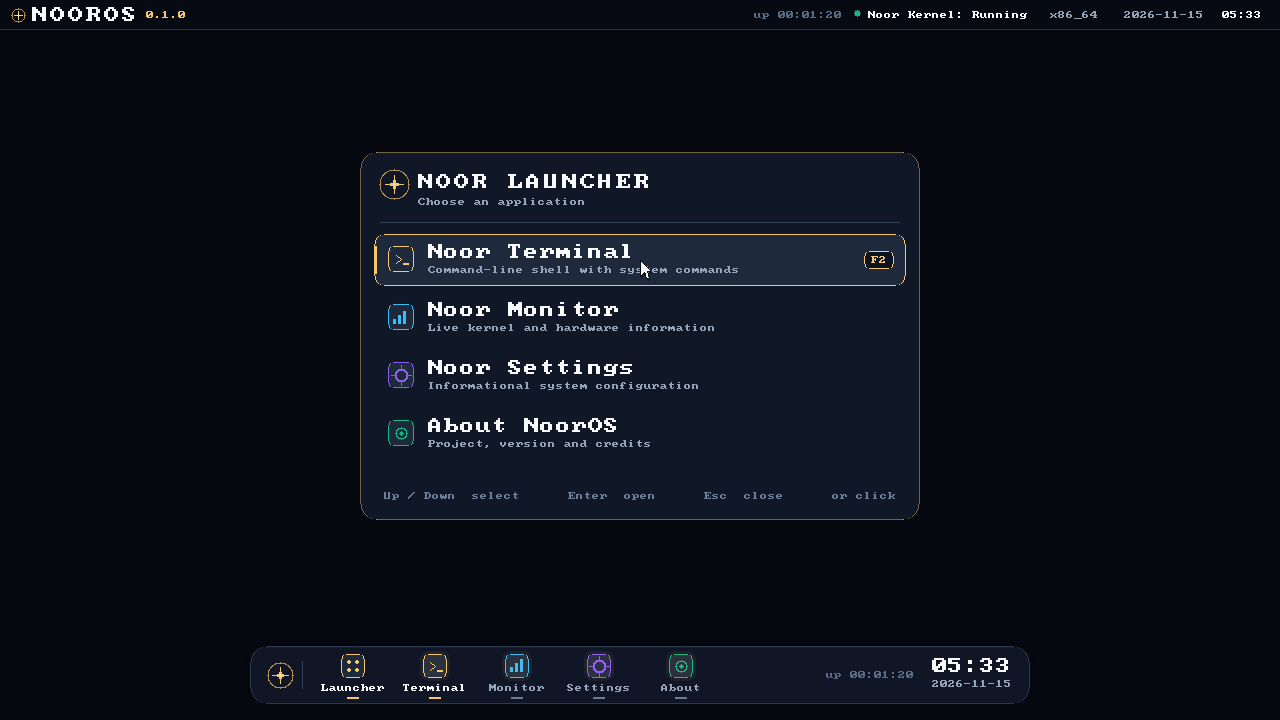 NOOROS 0.1.0 up 00:01:20 Noor Kernel: Running x86_64 2026-11-15 05:33
NOOR LAUNCHER
Choose an application
Noor Terminal
Command-line shell with system commands
F2
Noor Monitor
Live kernel and hardware information
Noor Settings
Informational system configuration
About NoorOS
Project, version and credits
Up / Down select Enter open Esc close or click
Launcher Terminal Monitor Settings About
up 00:01:20
05:33
2026-11-15